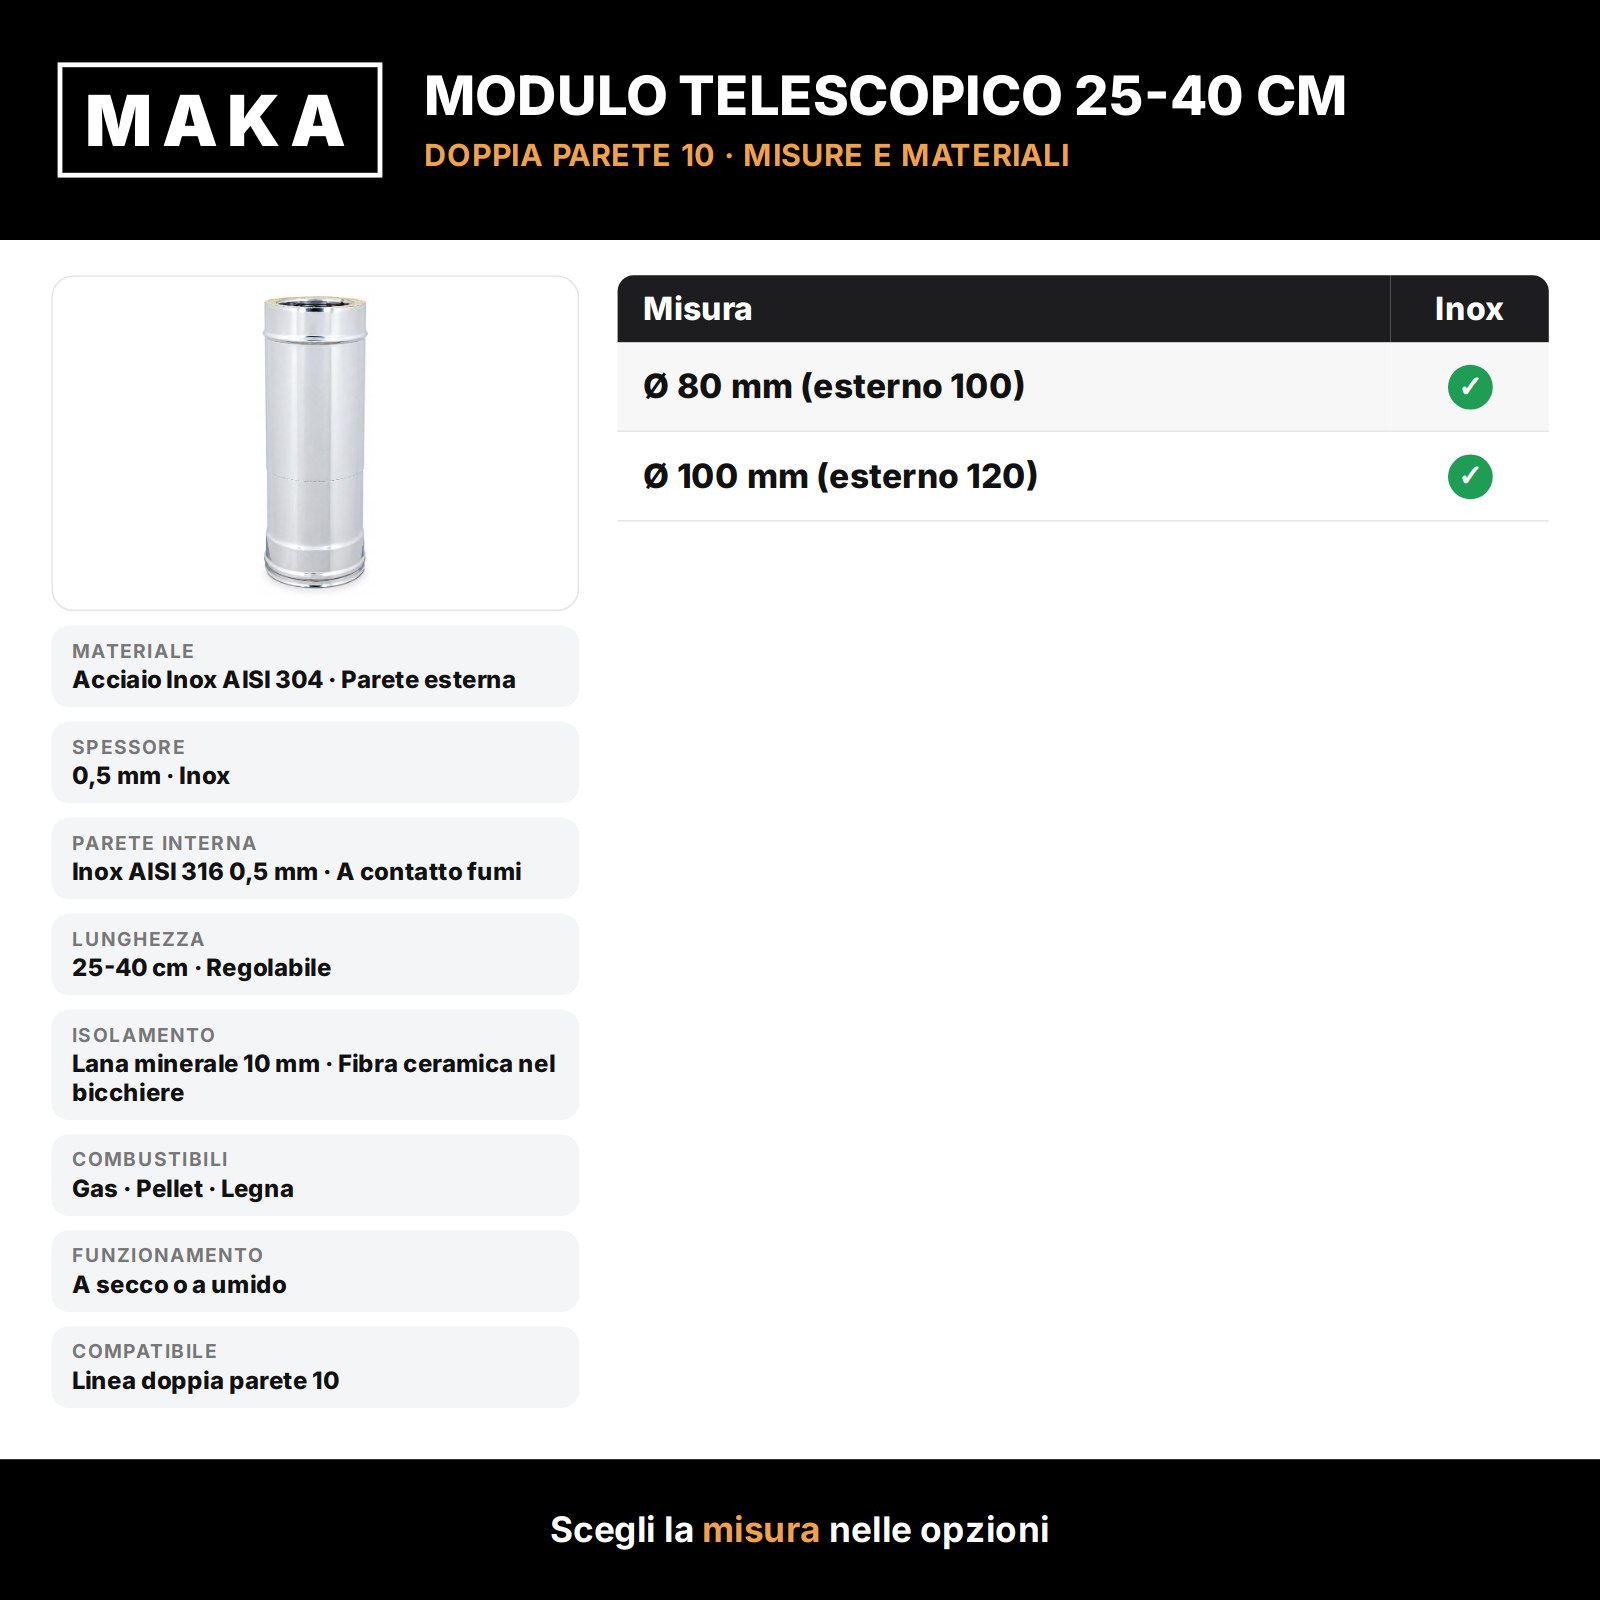 MAKA
MODULO TELESCOPICO 25-40 CM
DOPPIA PARETE 10 · MISURE E MATERIALI
Misura Inox
Ø 80 mm (esterno 100) ✓
Ø 100 mm (esterno 120) ✓
MATERIALE
Acciaio Inox AISI 304 · Parete esterna
SPESSORE
0,5 mm · Inox
PARETE INTERNA
Inox AISI 316 0,5 mm · A contatto fumi
LUNGHEZZA
25-40 cm · Regolabile
ISOLAMENTO
Lana minerale 10 mm · Fibra ceramica nel
bicchiere
COMBUSTIBILI
Gas · Pellet · Legna
FUNZIONAMENTO
A secco o a umido
COMPATIBILE
Linea doppia parete 10
Scegli la misura nelle opzioni